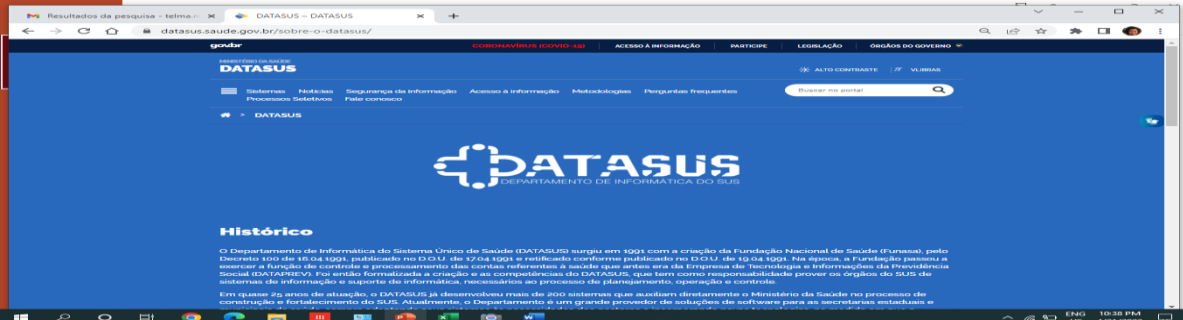 Resultados da pesquisa - telma.r
DATASUS – DATASUS
datasus.saude.gov.br/sobre-o-datasus/
govbr
CORONAVÍRUS (COVID-19) ACESSO À INFORMAÇÃO PARTICIPE LEGISLAÇÃO ÓRGÃOS DO GOVERNO
MINISTÉRIO DA SAÚDE
DATASUS
ALTO CONTRASTE VLIBRAS
Sistemas Notícias Segurança da Informação Acesso à informação Metodologias Perguntas frequentes
Processos Seletivos Fale conosco
Buscar no portal
> DATASUS
DATASUS
DEPARTAMENTO DE INFORMÁTICA DO SUS
Histórico
O Departamento de Informática do Sistema Único de Saúde (DATASUS) surgiu em 1991 com a criação da Fundação Nacional de Saúde (Funasa), pelo
Decreto 100 de 16.04.1991, publicado no D.O.U. de 17.04.1991 e retificado conforme publicado no D.O.U. de 19.04.1991. Na época, a Fundação passou a
exercer a função de controle e processamento das contas referentes à saúde que antes era da Empresa de Tecnologia e Informações da Previdência
Social (DATAPREV). Foi então formalizada a criação e as competências do DATASUS, que tem como responsabilidade prover os órgãos do SUS de
sistemas de informação e suporte de informática, necessários ao processo de planejamento, operação e controle.
Em quase 25 anos de atuação, o DATASUS já desenvolveu mais de 200 sistemas que auxiliam diretamente o Ministério da Saúde no processo de
construção e fortalecimento do SUS. Atualmente, o Departamento é um grande provedor de soluções de software para as secretarias estaduais e
ENG 10:38 PM